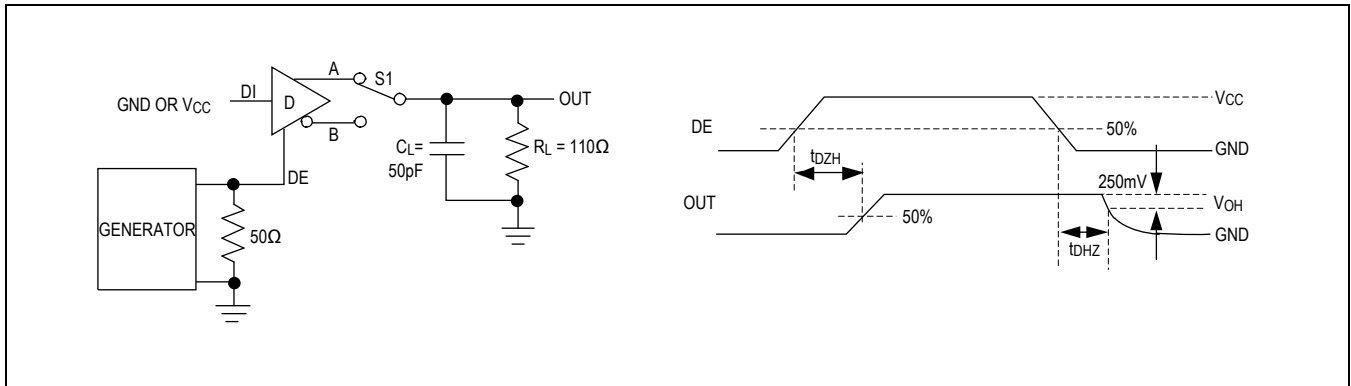 GND OR VCC
DI
D
A
B
S1
OUT
CL=
50pF
RL = 110Ω
DE
GENERATOR
50Ω
DE
VCC
50%
GND
tDZH
250mV
OUT
50%
VOH
GND
tDHZ